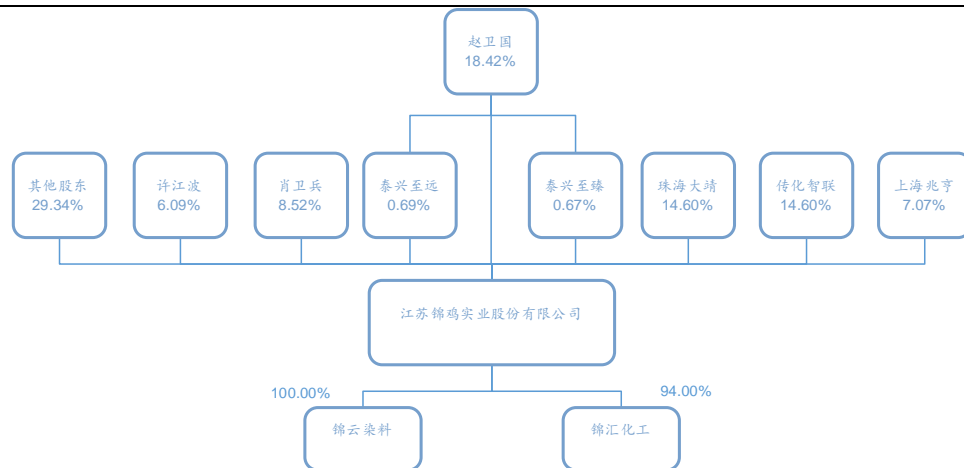 赵卫国
18.42%
其他股东
29.34%
许江波
6.09%
肖卫兵
8.52%
泰兴至远
0.69%
泰兴至臻
0.67%
珠海大靖
14.60%
传化智联
14.60%
上海兆亨
7.07%
江苏锦鸡实业股份有限公司
100.00%
94.00%
锦云染料
锦汇化工